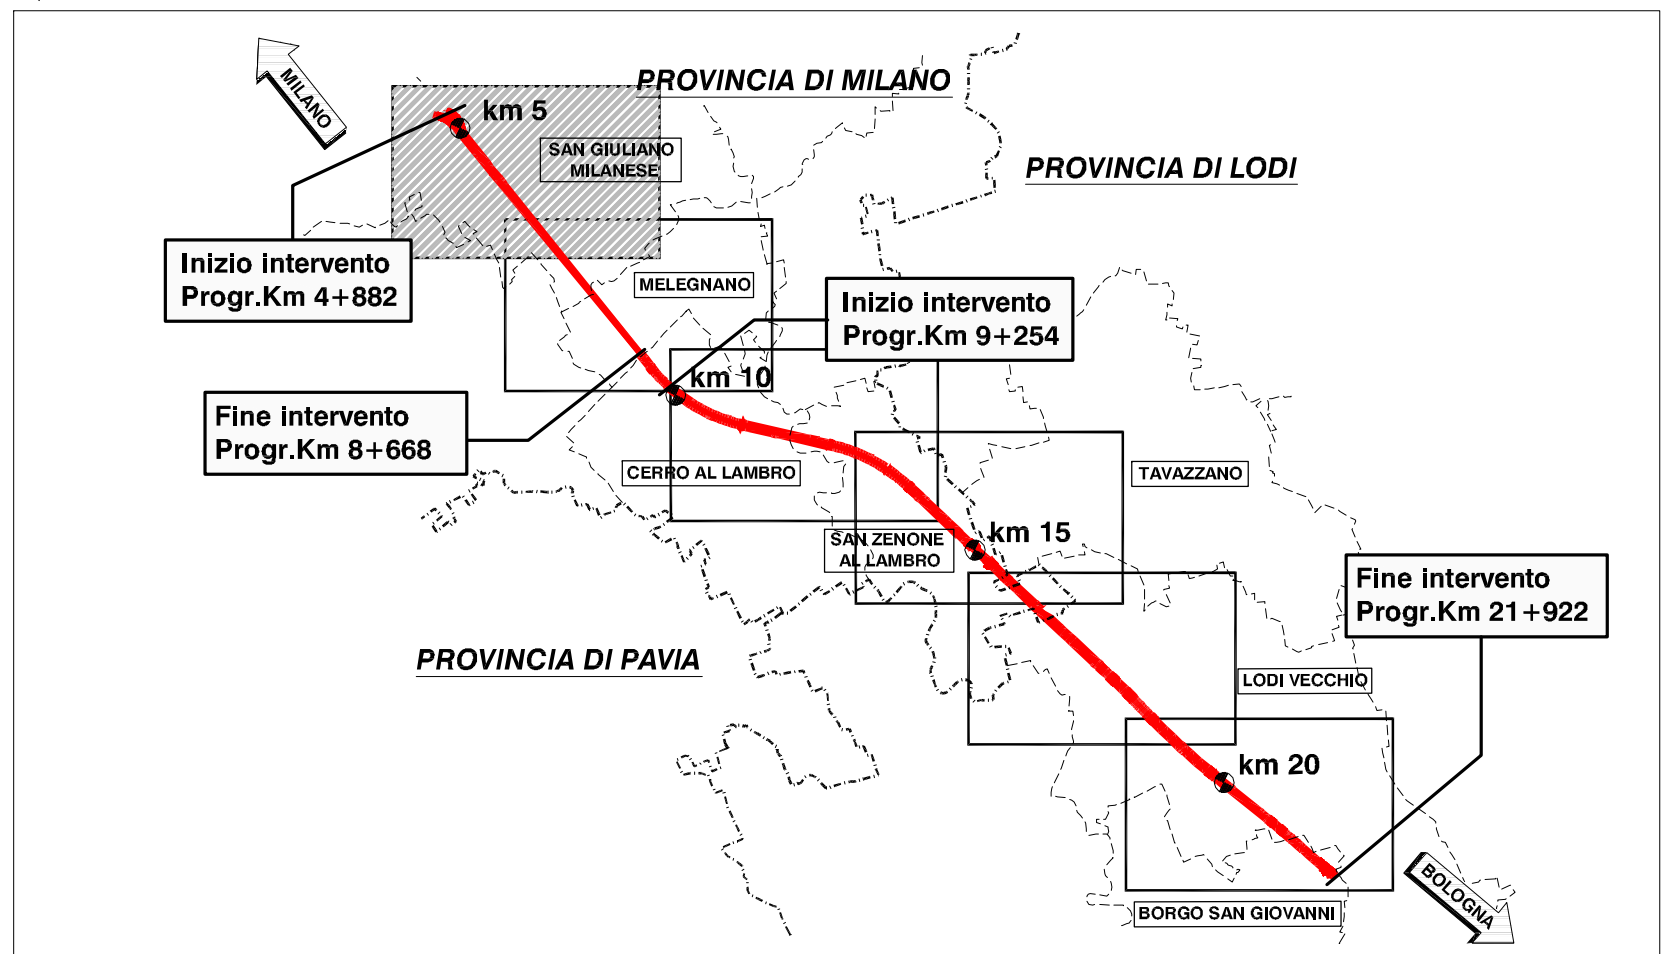 MILANO
PROVINCIA DI MILANO
km 5
SAN GIULIANO
MILANESE
PROVINCIA DI LODI
Inizio intervento
Progr.Km 4+882
MELEGNANO
Inizio intervento
Progr.Km 9+254
km 10
Fine intervento
Progr.Km 8+668
CERRO AL LAMBRO
TAVAZZANO
km 15
SAN ZENONE
AL LAMBRO
Fine intervento
Progr.Km 21+922
PROVINCIA DI PAVIA
LODI VECCHIO
km 20
BOLOGNA
BORGO SAN GIOVANNI